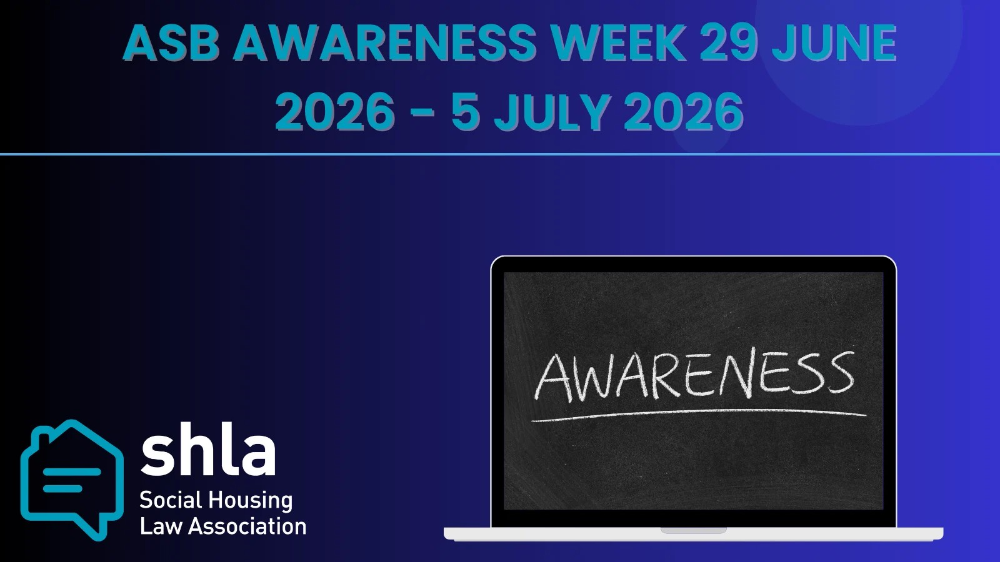 ASB AWARENESS WEEK 29 JUNE
2026 - 5 JULY 2026
AWARENESS
shla
Social Housing
Law Association